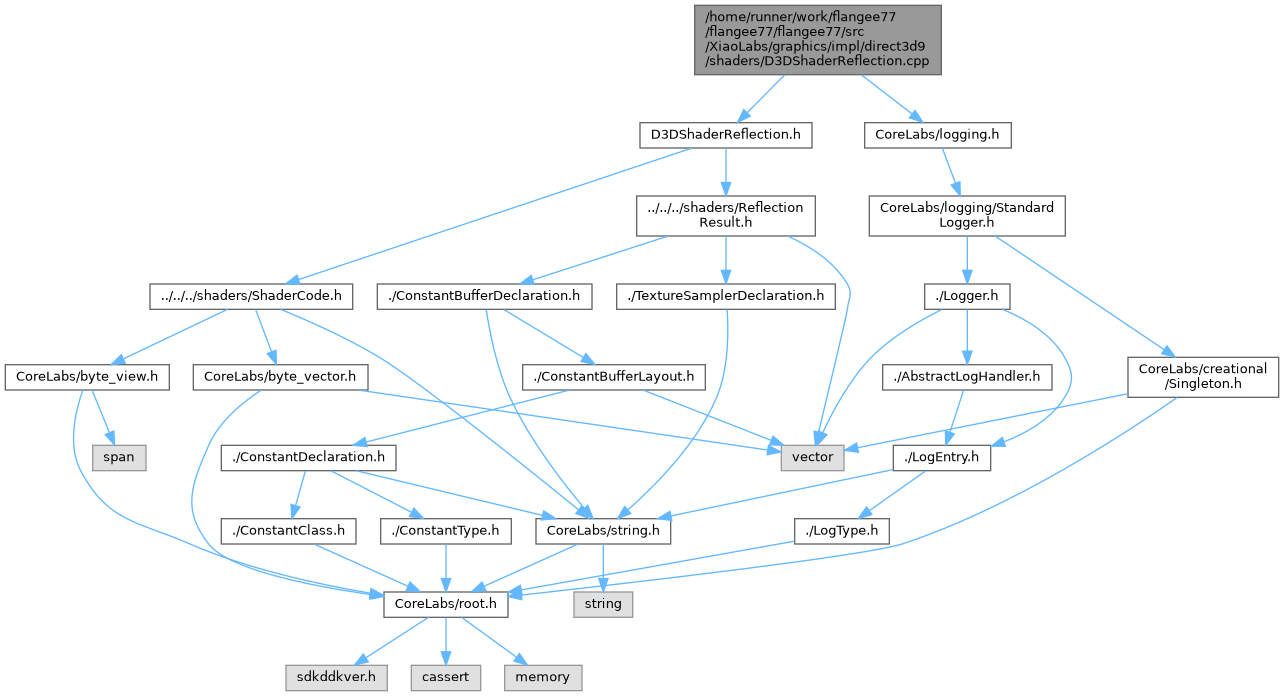 /home/runner/work/flangee77
/flangee77/flangee77/src
/XiaoLabs/graphics/impl/direct3d9
/shaders/D3DShaderReflection.cpp
D3DShaderReflection.h
CoreLabs/logging.h
../../../shaders/Reflection
Result.h
CoreLabs/logging/Standard
Logger.h
../../../shaders/ShaderCode.h
./ConstantBufferDeclaration.h
./TextureSamplerDeclaration.h
./Logger.h
CoreLabs/byte_view.h
CoreLabs/byte_vector.h
./ConstantBufferLayout.h
./AbstractLogHandler.h
CoreLabs/creational
/Singleton.h
span
./ConstantDeclaration.h
vector
./LogEntry.h
./ConstantClass.h
./ConstantType.h
CoreLabs/string.h
./LogType.h
CoreLabs/root.h
string
sdkddkver.h
cassert
memory